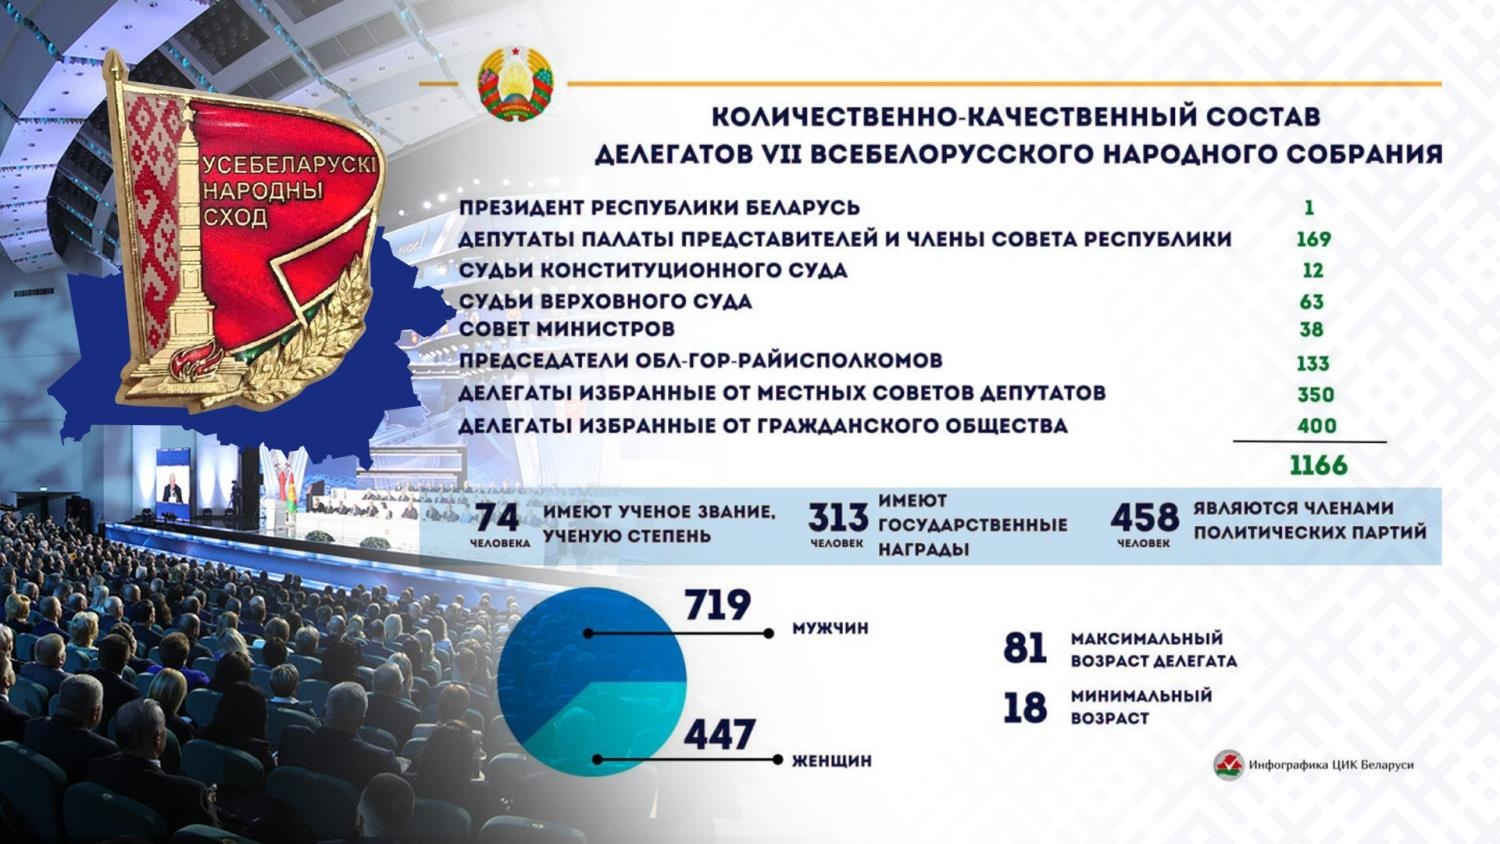 УСЕБЕЛАРУСКІ
НАРОДНЫ
СХОД
КОЛИЧЕСТВЕННО-КАЧЕСТВЕННЫЙ СОСТАВ
ДЕЛЕГАТОВ VII ВСЕБЕЛОРУССКОГО НАРОДНОГО СОБРАНИЯ
ПРЕЗИДЕНТ РЕСПУБЛИКИ БЕЛАРУСЬ 1
ДЕПУТАТЫ ПАЛАТЫ ПРЕДСТАВИТЕЛЕЙ И ЧЛЕНЫ СОВЕТА РЕСПУБЛИКИ 169
СУДЬИ КОНСТИТУЦИОННОГО СУДА 12
СУДЬИ ВЕРХОВНОГО СУДА 63
СОВЕТ МИНИСТРОВ 38
ПРЕДСЕДАТЕЛИ ОБЛ-ГОР-РАЙИСПОЛКОМОВ 133
ДЕЛЕГАТЫ ИЗБРАННЫЕ ОТ МЕСТНЫХ СОВЕТОВ ДЕПУТАТОВ 350
ДЕЛЕГАТЫ ИЗБРАННЫЕ ОТ ГРАЖДАНСКОГО ОБЩЕСТВА 400
1166
74
ЧЕЛОВЕКА
ИМЕЮТ УЧЕНОЕ ЗВАНИЕ,
УЧЕНУЮ СТЕПЕНЬ
313
ЧЕЛОВЕК
ИМЕЮТ
ГОСУДАРСТВЕННЫЕ
НАГРАДЫ
458
ЧЕЛОВЕК
ЯВЛЯЮТСЯ ЧЛЕНАМИ
ПОЛИТИЧЕСКИХ ПАРТИЙ
719
МУЖЧИН
447
ЖЕНЩИН
81
МАКСИМАЛЬНЫЙ
ВОЗРАСТ ДЕЛЕГАТА
18
МИНИМАЛЬНЫЙ
ВОЗРАСТ
Инфографика ЦИК Беларуси